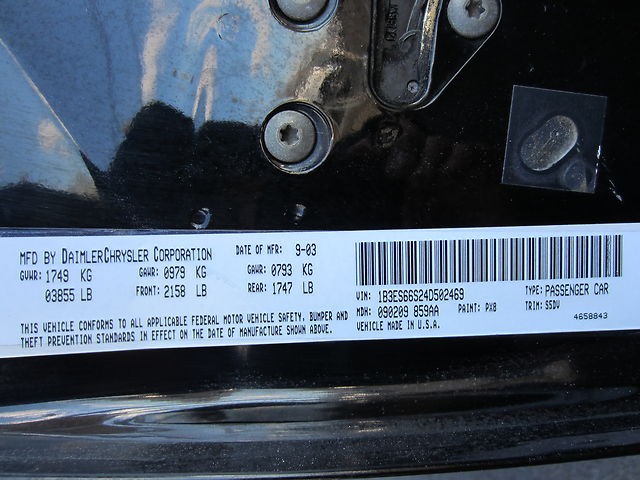 MFD BY DAIMLERCHRYSLER CORPORATION DATE OF MFR: 9-03
GVWR: 1749 KG GAWR: 0979 KG GAWR: 0793 KG
03855 LB FRONT: 2158 LB REAR: 1747 LB
THIS VEHICLE CONFORMS TO ALL APPLICABLE FEDERAL MOTOR VEHICLE SAFETY, BUMPER AND
THEFT PREVENTION STANDARDS IN EFFECT ON THE DATE OF MANUFACTURE SHOWN ABOVE.
VIN: 1B3ES66S24D502469 TYPE: PASSENGER CAR
MDH: 090209 859AA PAINT: PX8 TRIM: S5DV
VEHICLE MADE IN U.S.A. 4658843